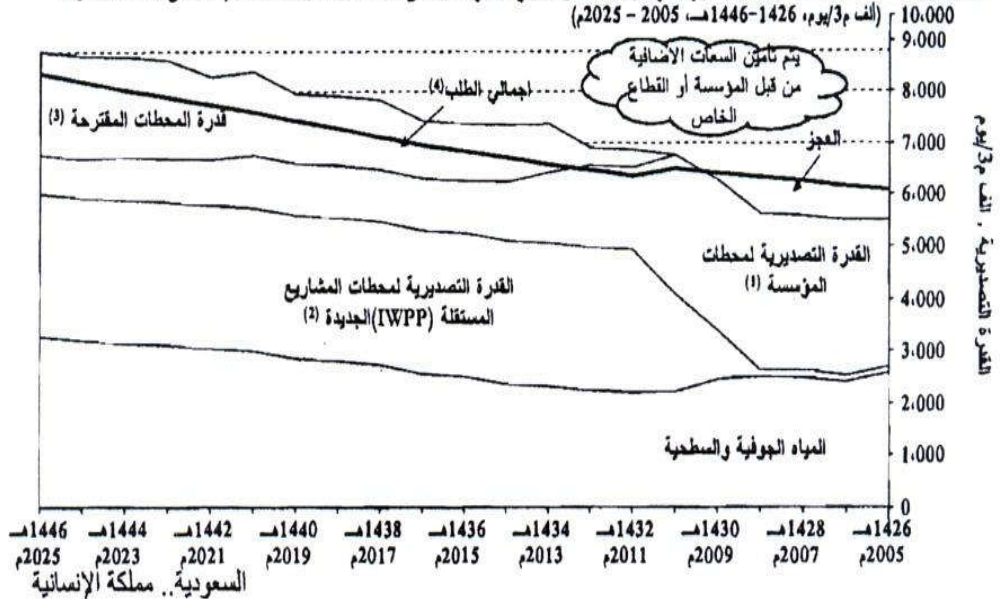 (ألف م3/يوم، 1426-1446هـ، 2005 – 2025م)
10،000
9،000
8،000
7،000
6،000
5،000
4،000
3،000
2،000
1،000
0
القدرة التصديرية ، ألف م3/يوم
يتم تأمين السعات الاضافية
من قبل المؤسسة أو القطاع
الخاص
العجز
اجمالي الطلب(4)
قدرة المحطات المقترحة (3)
القدرة التصديرية لمحطات
المؤسسة (1)
القدرة التصديرية لمحطات المشاريع
المستقلة (IWPP)الجديدة (2)
المياه الجوفية والسطحية
1426هـ 1428هـ 1430هـ 1432هـ 1434هـ 1436هـ 1438هـ 1440هـ 1442هـ 1444هـ 1446هـ
2005م 2007م 2009م 2011م 2013م 2015م 2017م 2019م 2021م 2023م 2025م
السعودية.. مملكة الإنسانية